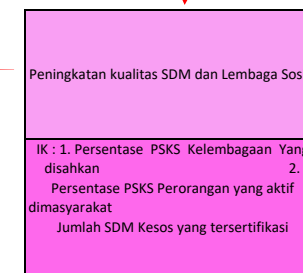 Peningkatan kualitas SDM dan Lembaga Sos
IK : 1. Persentase PSKS Kelembagaan Yang
disahkan 2.
Persentase PSKS Perorangan yang aktif
dimasyarakat
Jumlah SDM Kesos yang tersertifikasi